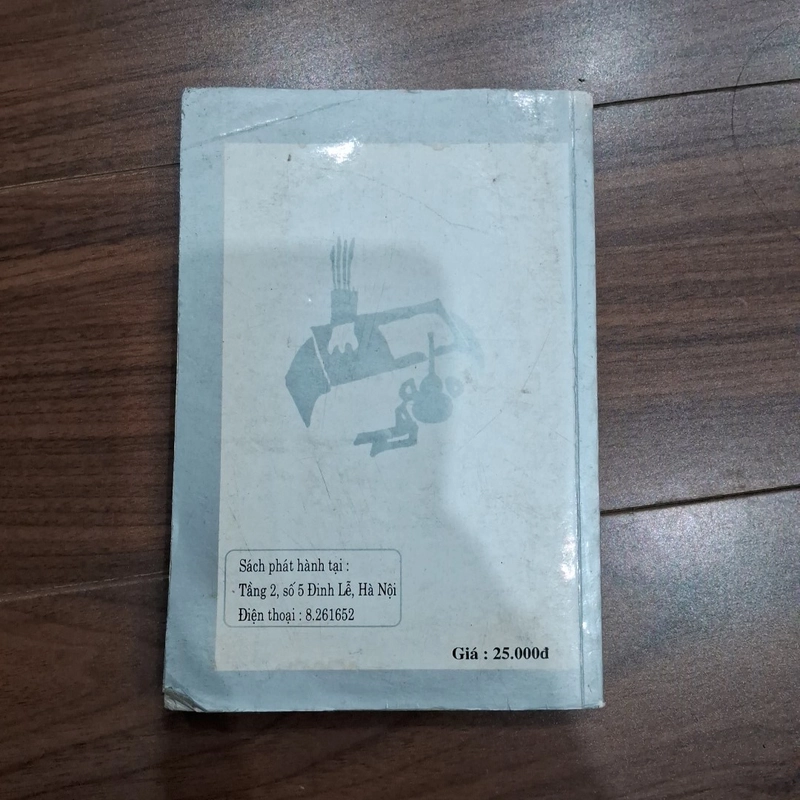 Sách phát hành tại :
Tầng 2, số 5 Đinh Lễ, Hà Nội
Điện thoại : 8.261652
Giá : 25.000đ